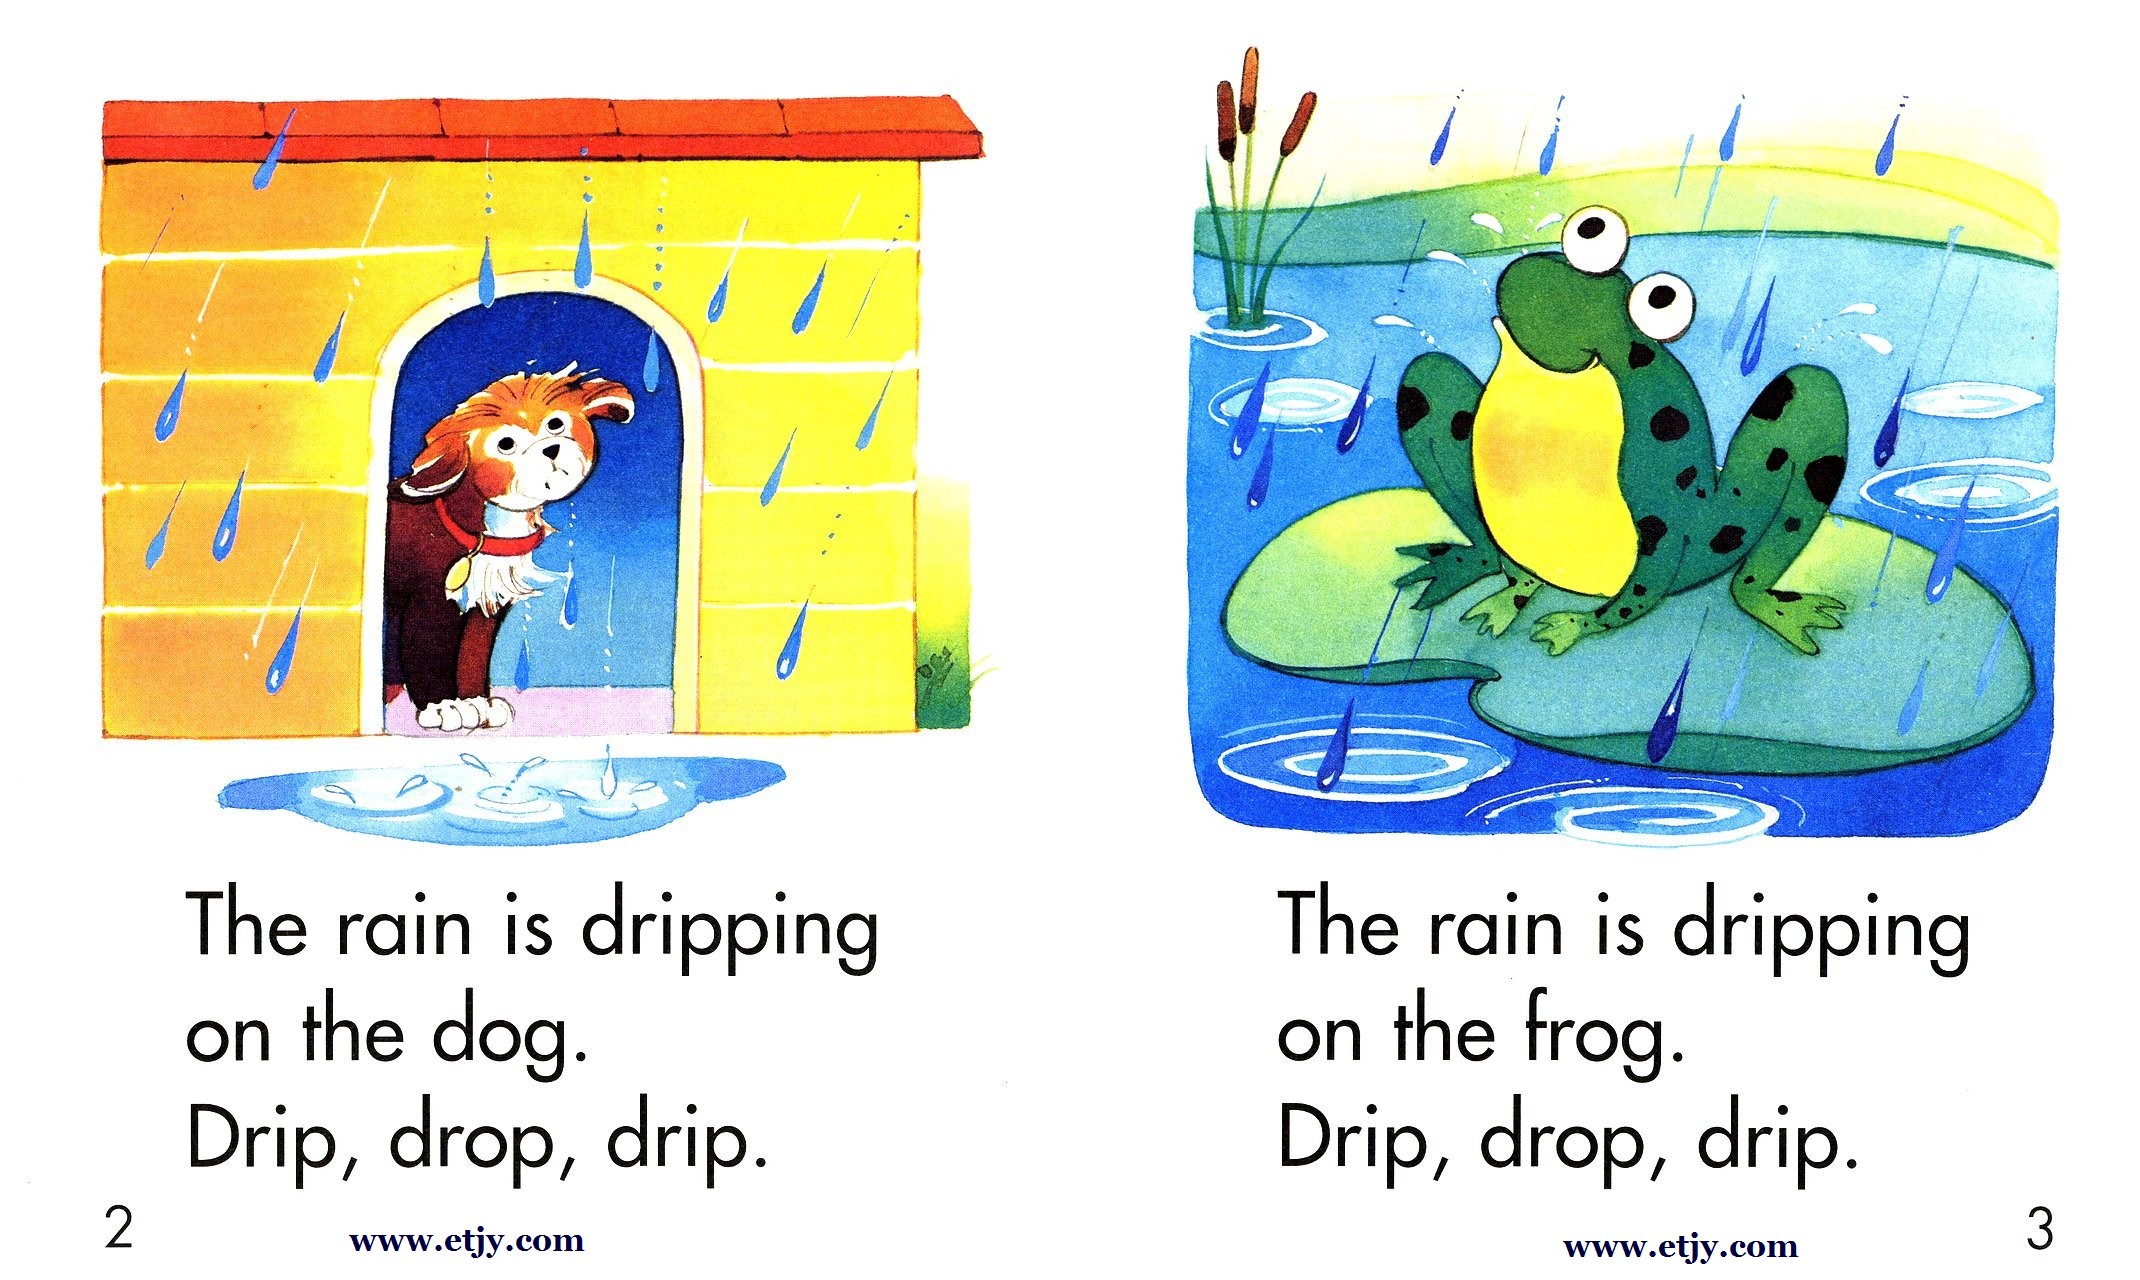 The rain is dripping
on the dog.
Drip, drop, drip.
2
www.etjy.com
The rain is dripping
on the frog.
Drip, drop, drip.
www.etjy.com
3